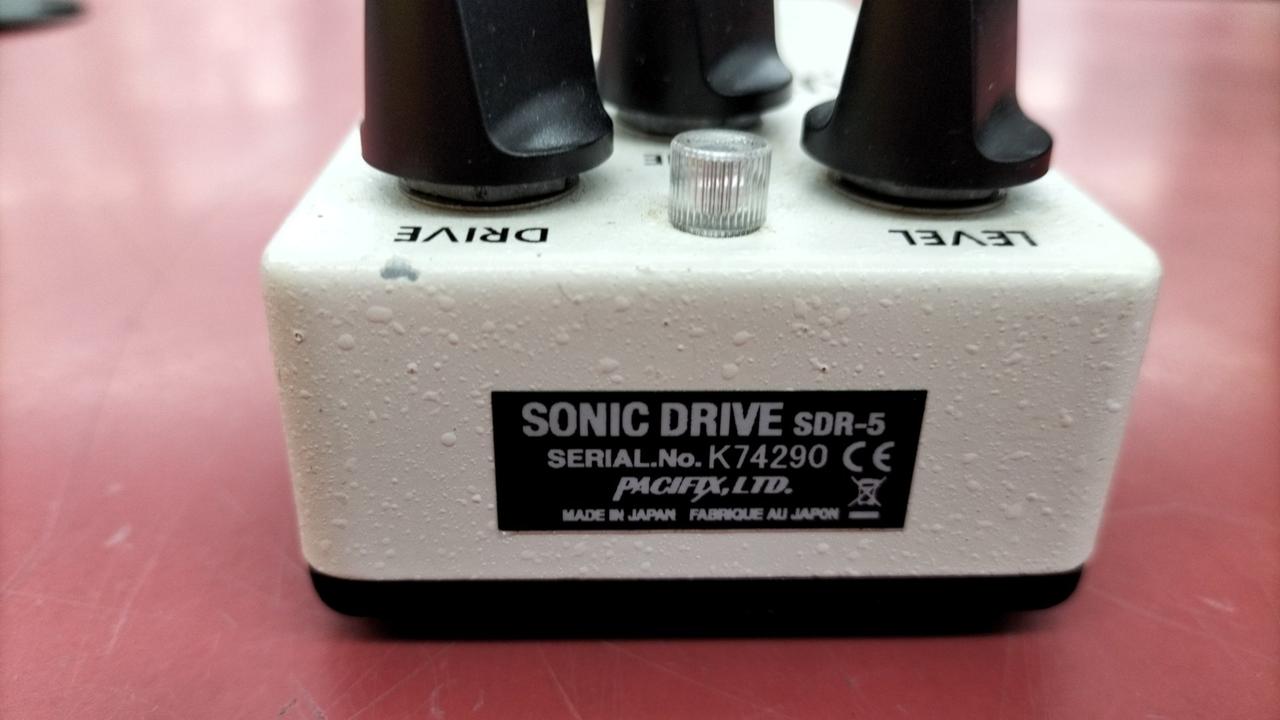 DRIVE
LEVEL
SONIC DRIVE SDR-5
SERIAL.No. K74290 CE
PACIFIX, LTD.
MADE IN JAPAN FABRIQUE AU JAPON